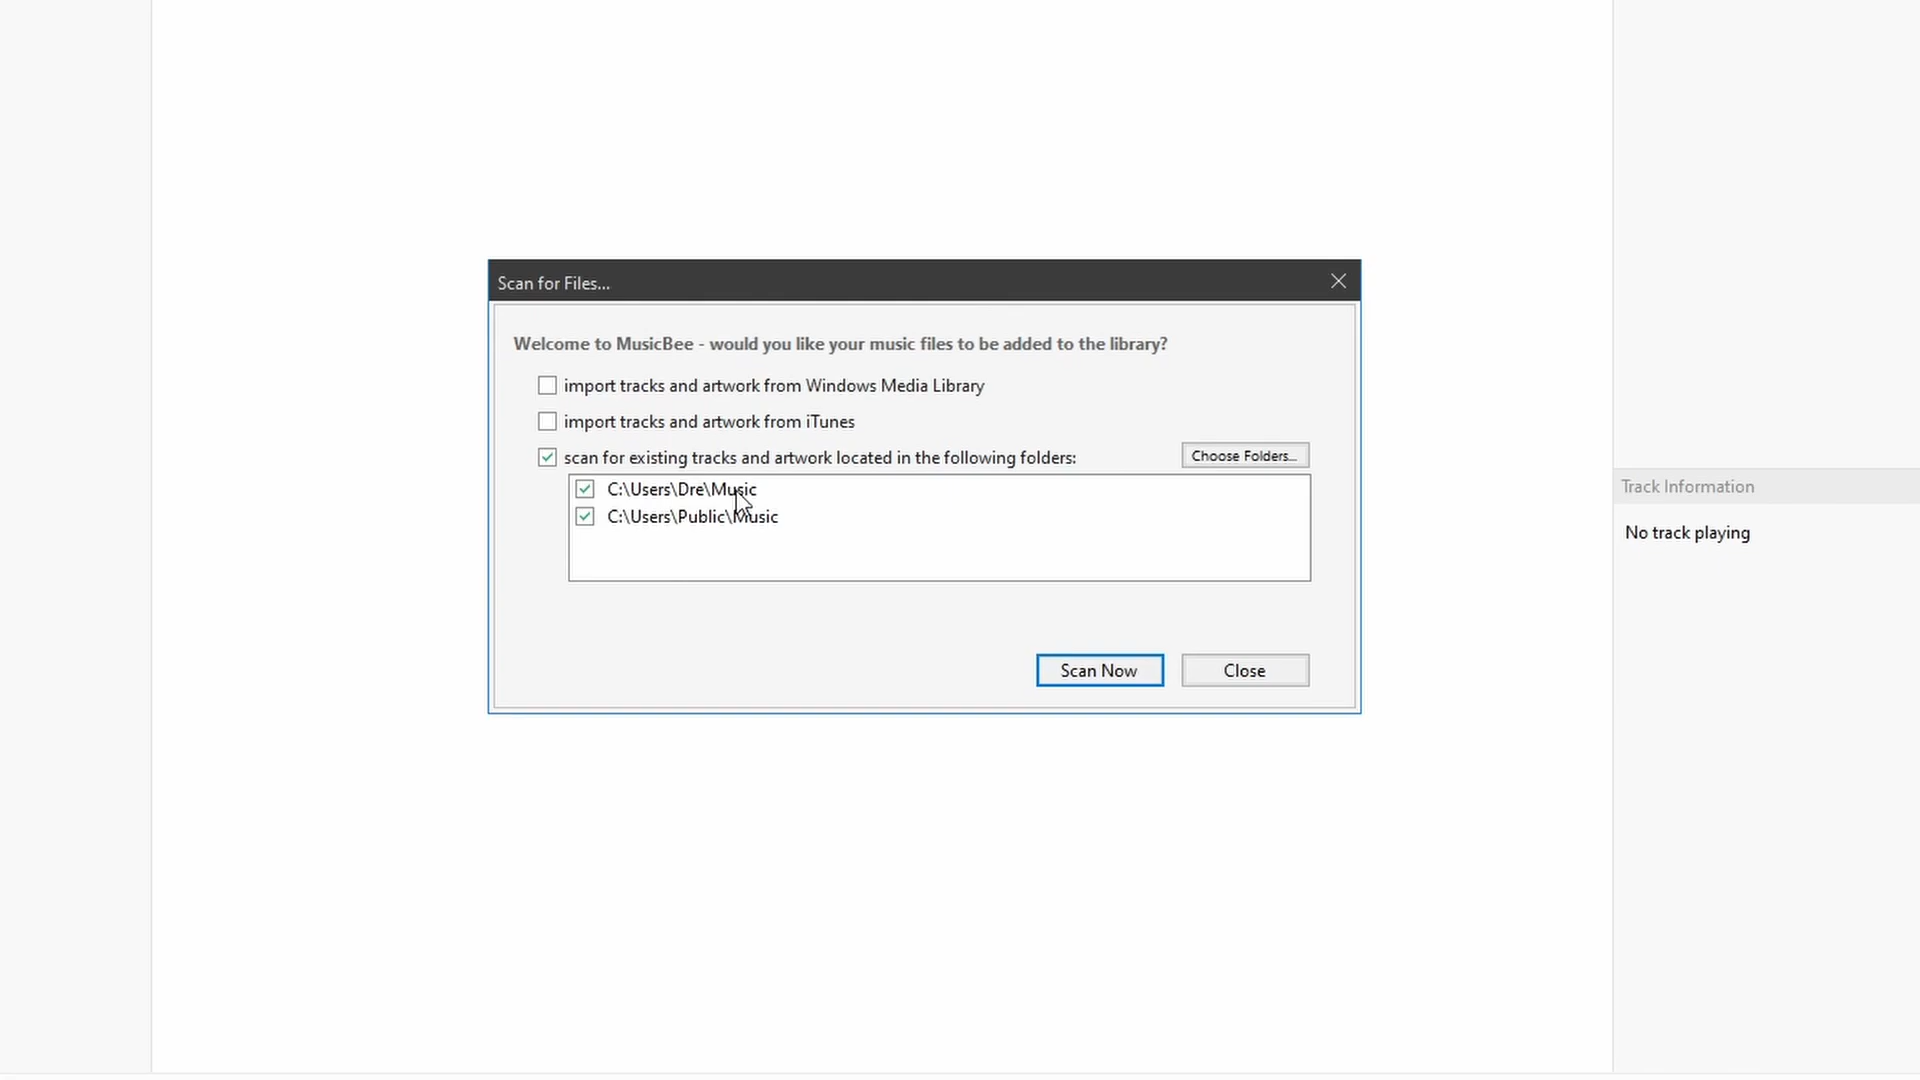 Scan for Files...
Welcome to MusicBee - would you like your music files to be added to the library?
import tracks and artwork from Windows Media Library
import tracks and artwork from iTunes
scan for existing tracks and artwork located in the following folders:
Choose Folders...
C:\Users\Dre\Music
C:\Users\Public\Music
Scan Now
Close
Track Information
No track playing